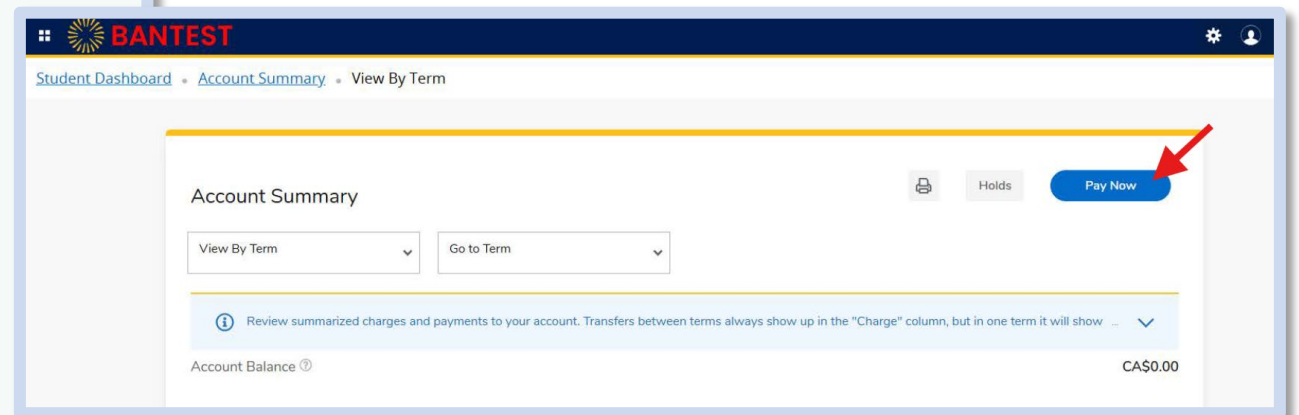 BANTEST
Student Dashboard • Account Summary • View By Term
Account Summary
Holds
Pay Now
View By Term
Go to Term
Review summarized charges and payments to your account. Transfers between terms always show up in the "Charge" column, but in one term it will show ...
Account Balance
CA$0.00